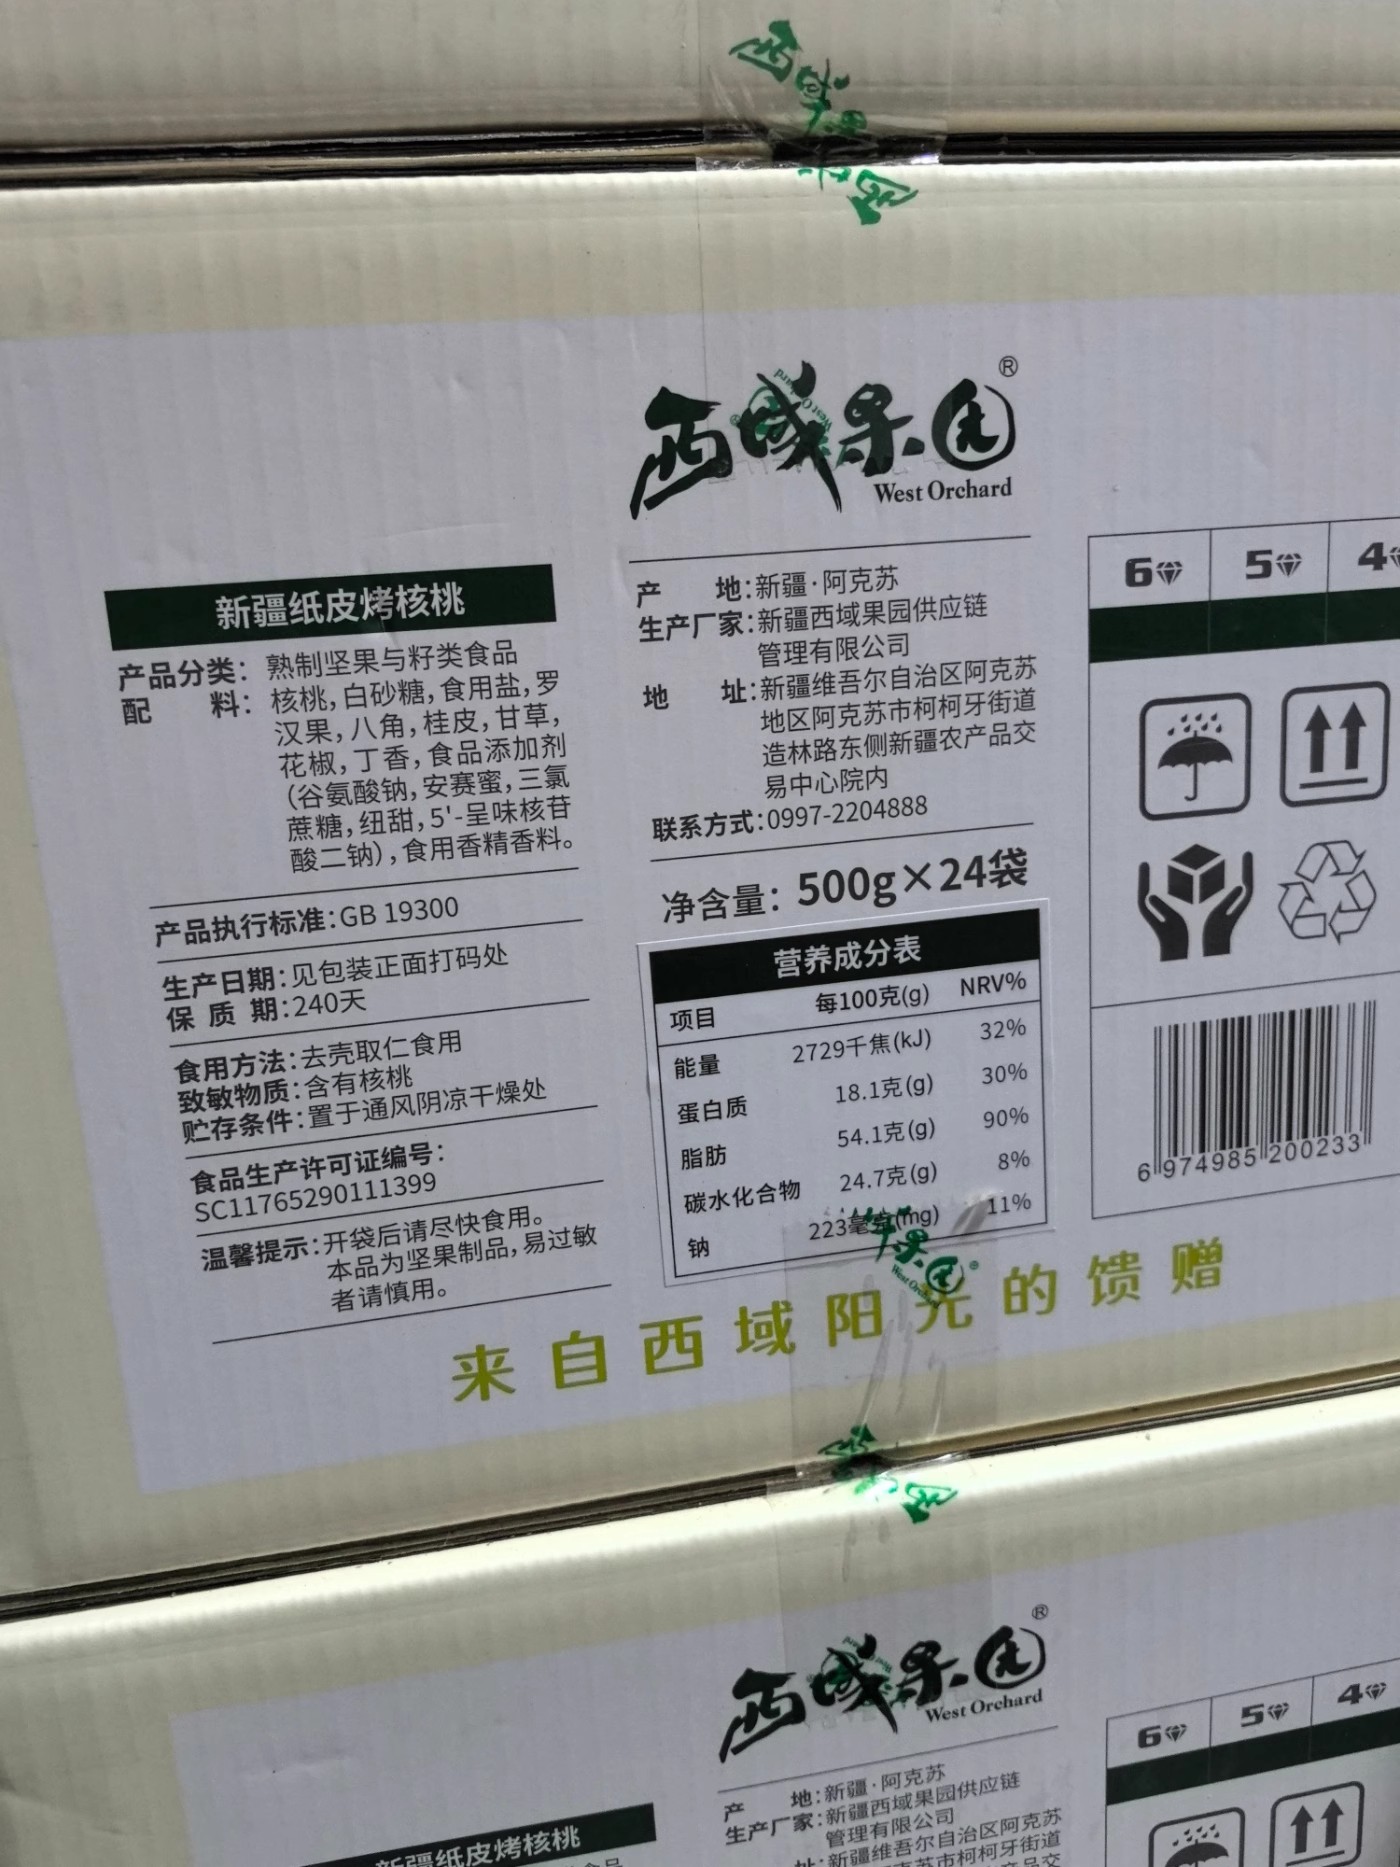 西域果园
西域果园®
West Orchard
新疆纸皮烤核桃
产品分类：熟制坚果与籽类食品
配 料：核桃，白砂糖，食用盐，罗
汉果，八角，桂皮，甘草，
花椒，丁香，食品添加剂
（谷氨酸钠，安赛蜜，三氯
蔗糖，纽甜，5'-呈味核苷
酸二钠），食用香精香料。
产品执行标准：GB 19300
生产日期：见包装正面打码处
保 质 期：240天
食用方法：去壳取仁食用
致敏物质：含有核桃
贮存条件：置于通风阴凉干燥处
食品生产许可证编号：
SC11765290111399
温馨提示：开袋后请尽快食用。
本品为坚果制品，易过敏
者请慎用。
产 地：新疆·阿克苏
生产厂家：新疆西域果园供应链
管理有限公司
地 址：新疆维吾尔自治区阿克苏
地区阿克苏市柯柯牙街道
造林路东侧新疆农产品交
易中心院内
联系方式：0997-2204888
净含量：500g×24袋
营养成分表
项目 每100克(g) NRV%
能量 2729千焦(kJ) 32%
蛋白质 18.1克(g) 30%
脂肪 54.1克(g) 90%
碳水化合物 24.7克(g) 8%
钠 223毫克(mg) 11%
6 5 4
6 974985 200233
来自西域阳光的馈赠
西域果园®
West Orchard
新疆纸皮烤核桃
产 地：新疆·阿克苏
生产厂家：新疆西域果园供应链
管理有限公司
址：新疆维吾尔自治区阿克苏
克苏市柯柯牙街道
产品交
6 5 4